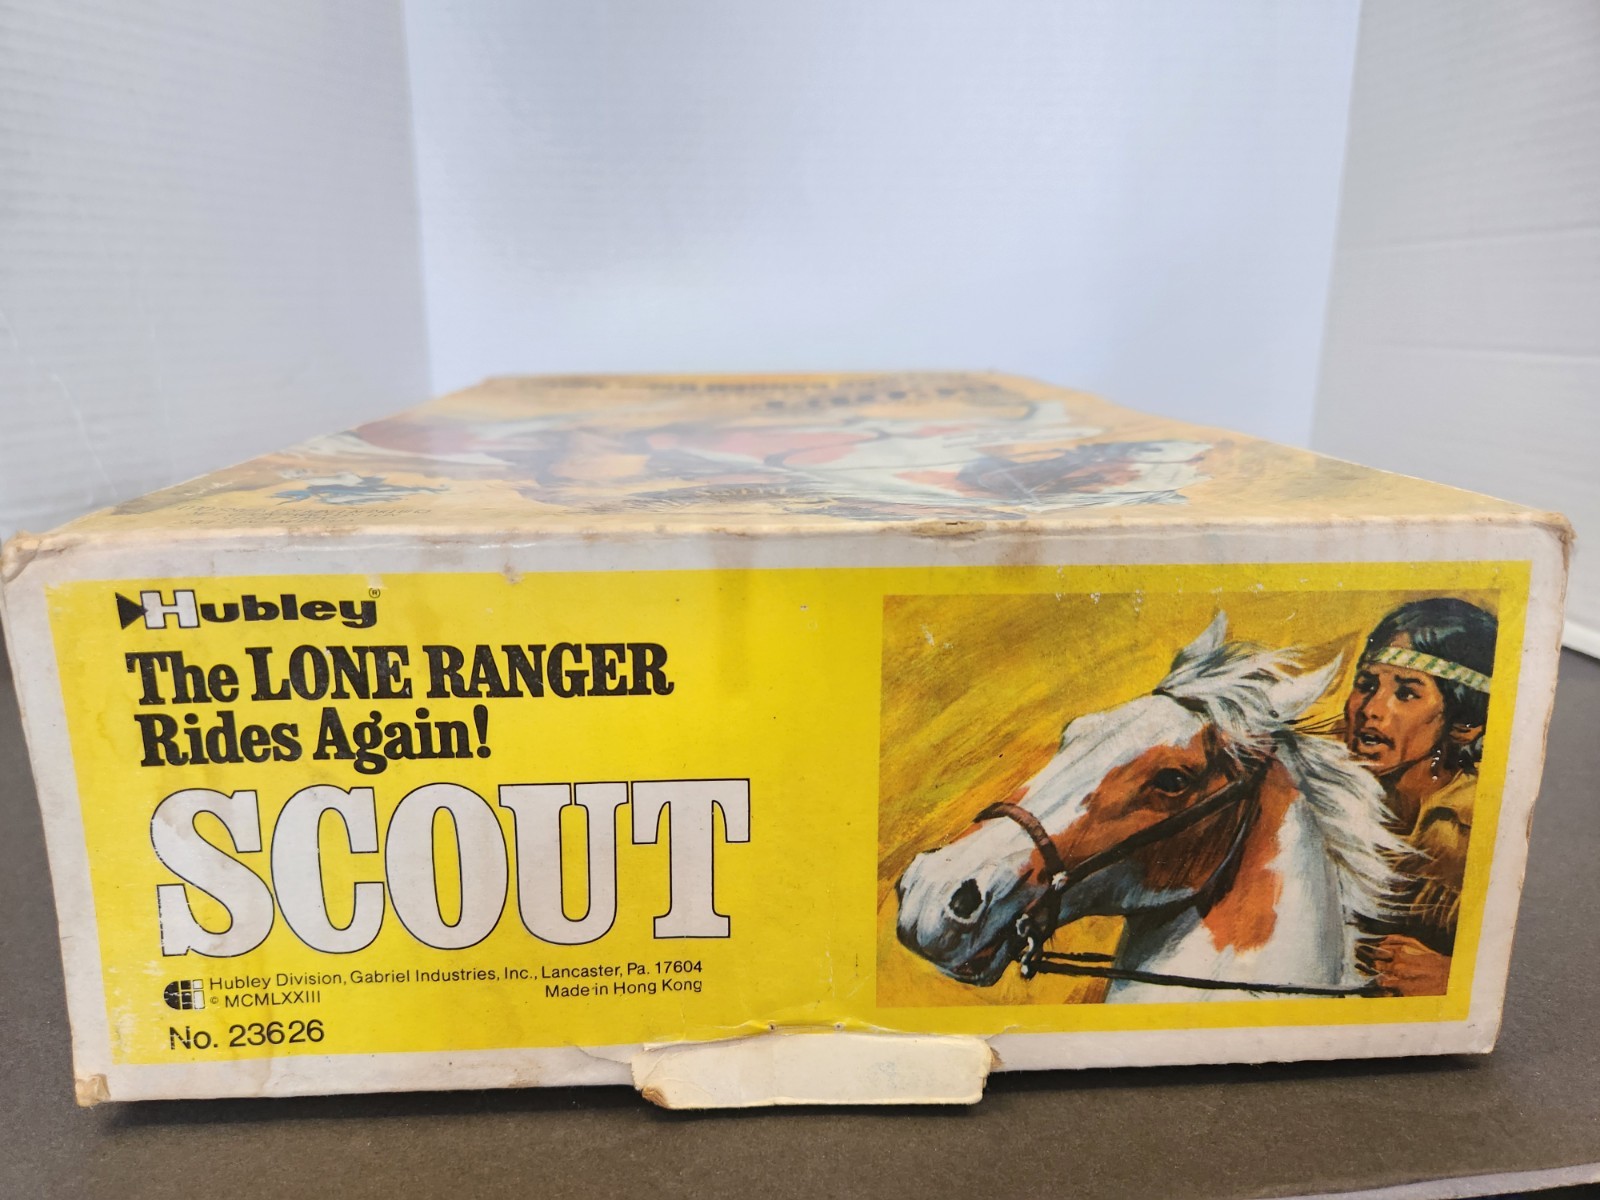 Hubley®
The LONE RANGER
Rides Again!
SCOUT
Hubley Division, Gabriel Industries, Inc., Lancaster, Pa. 17604
© MCMLXXIII
Made in Hong Kong
No. 23626